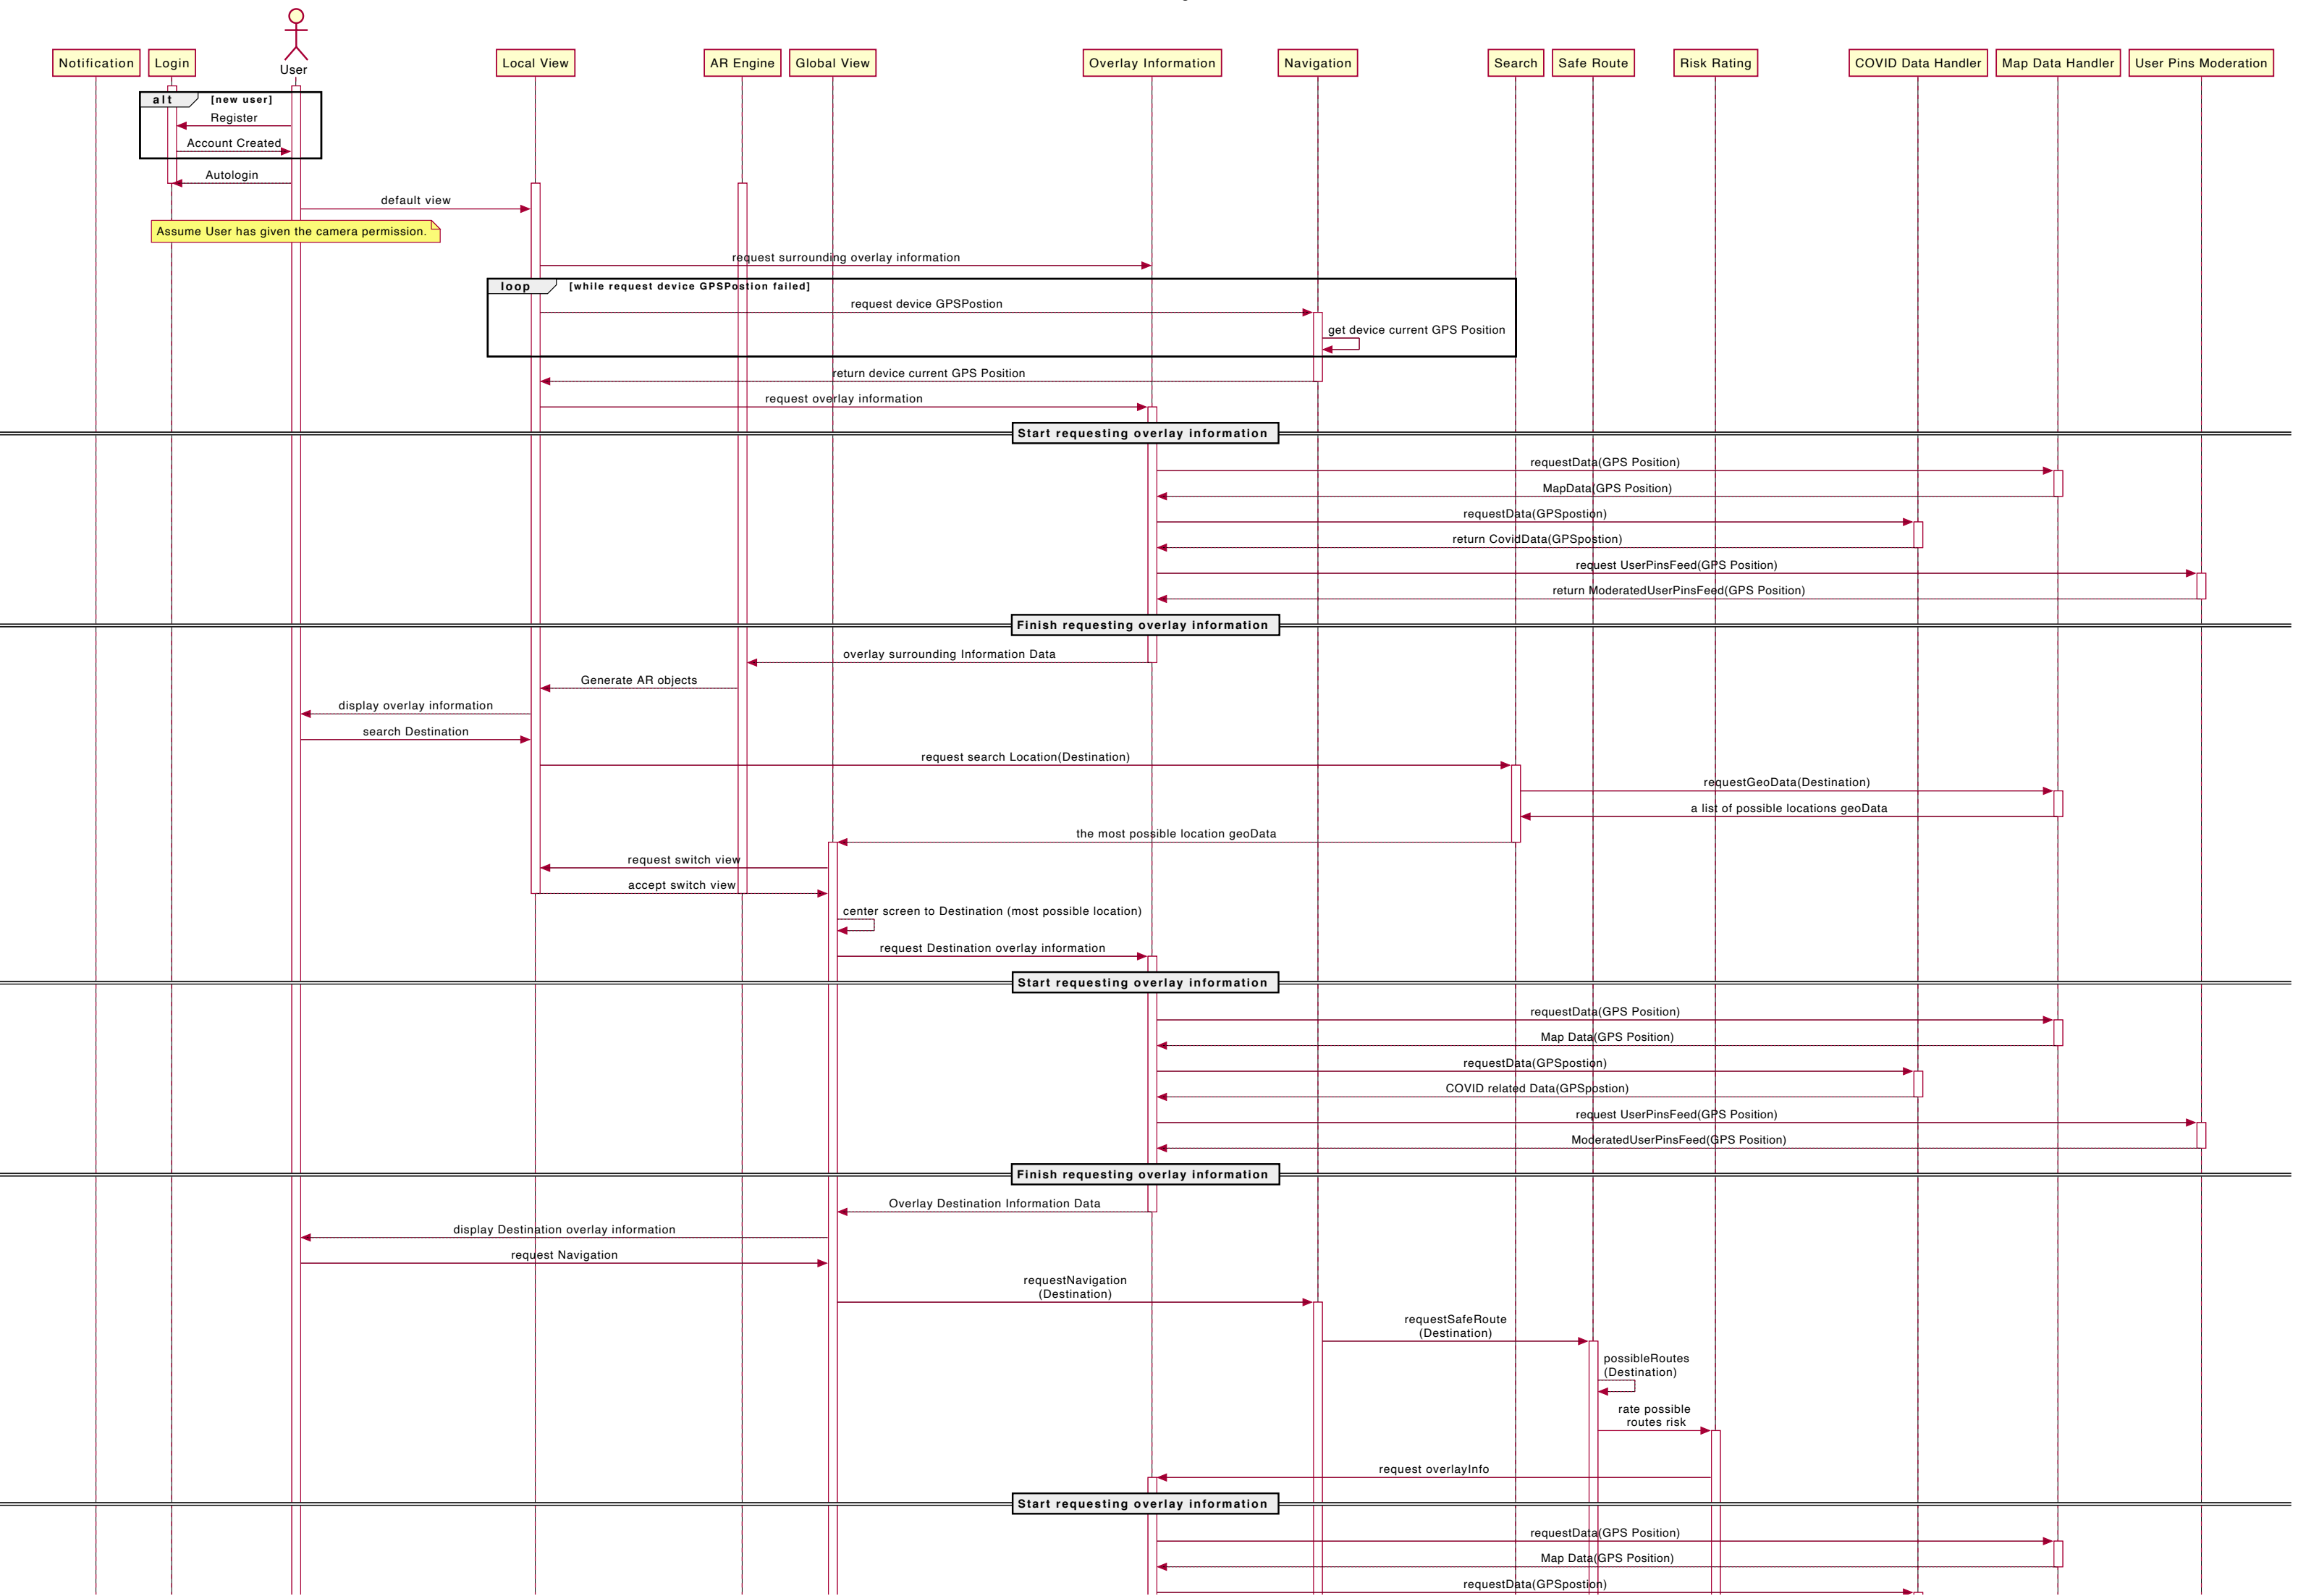 Notification
Login
User
Local View
AR Engine
Global View
Overlay Information
Navigation
Search
Safe Route
Risk Rating
COVID Data Handler
Map Data Handler
User Pins Moderation
alt
[new user]
Register
Account Created
Autologin
default view
Assume User has given the camera permission.
request surrounding overlay information
loop
[while request device GPSPostion failed]
request device GPSPostion
get device current GPS Position
return device current GPS Position
request overlay information
Start requesting overlay information
requestData(GPS Position)
MapData(GPS Position)
requestData(GPSpostion)
return CovidData(GPSpostion)
request UserPinsFeed(GPS Position)
return ModeratedUserPinsFeed(GPS Position)
Finish requesting overlay information
overlay surrounding Information Data
Generate AR objects
display overlay information
search Destination
request search Location(Destination)
requestGeoData(Destination)
a list of possible locations geoData
the most possible location geoData
request switch view
accept switch view
center screen to Destination (most possible location)
request Destination overlay information
Start requesting overlay information
requestData(GPS Position)
Map Data(GPS Position)
requestData(GPSpostion)
COVID related Data(GPSpostion)
request UserPinsFeed(GPS Position)
ModeratedUserPinsFeed(GPS Position)
Finish requesting overlay information
Overlay Destination Information Data
display Destination overlay information
request Navigation
requestNavigation
(Destination)
requestSafeRoute
(Destination)
possibleRoutes
(Destination)
rate possible
routes risk
request overlayInfo
Start requesting overlay information
requestData(GPS Position)
Map Data(GPS Position)
requestData(GPSpostion)